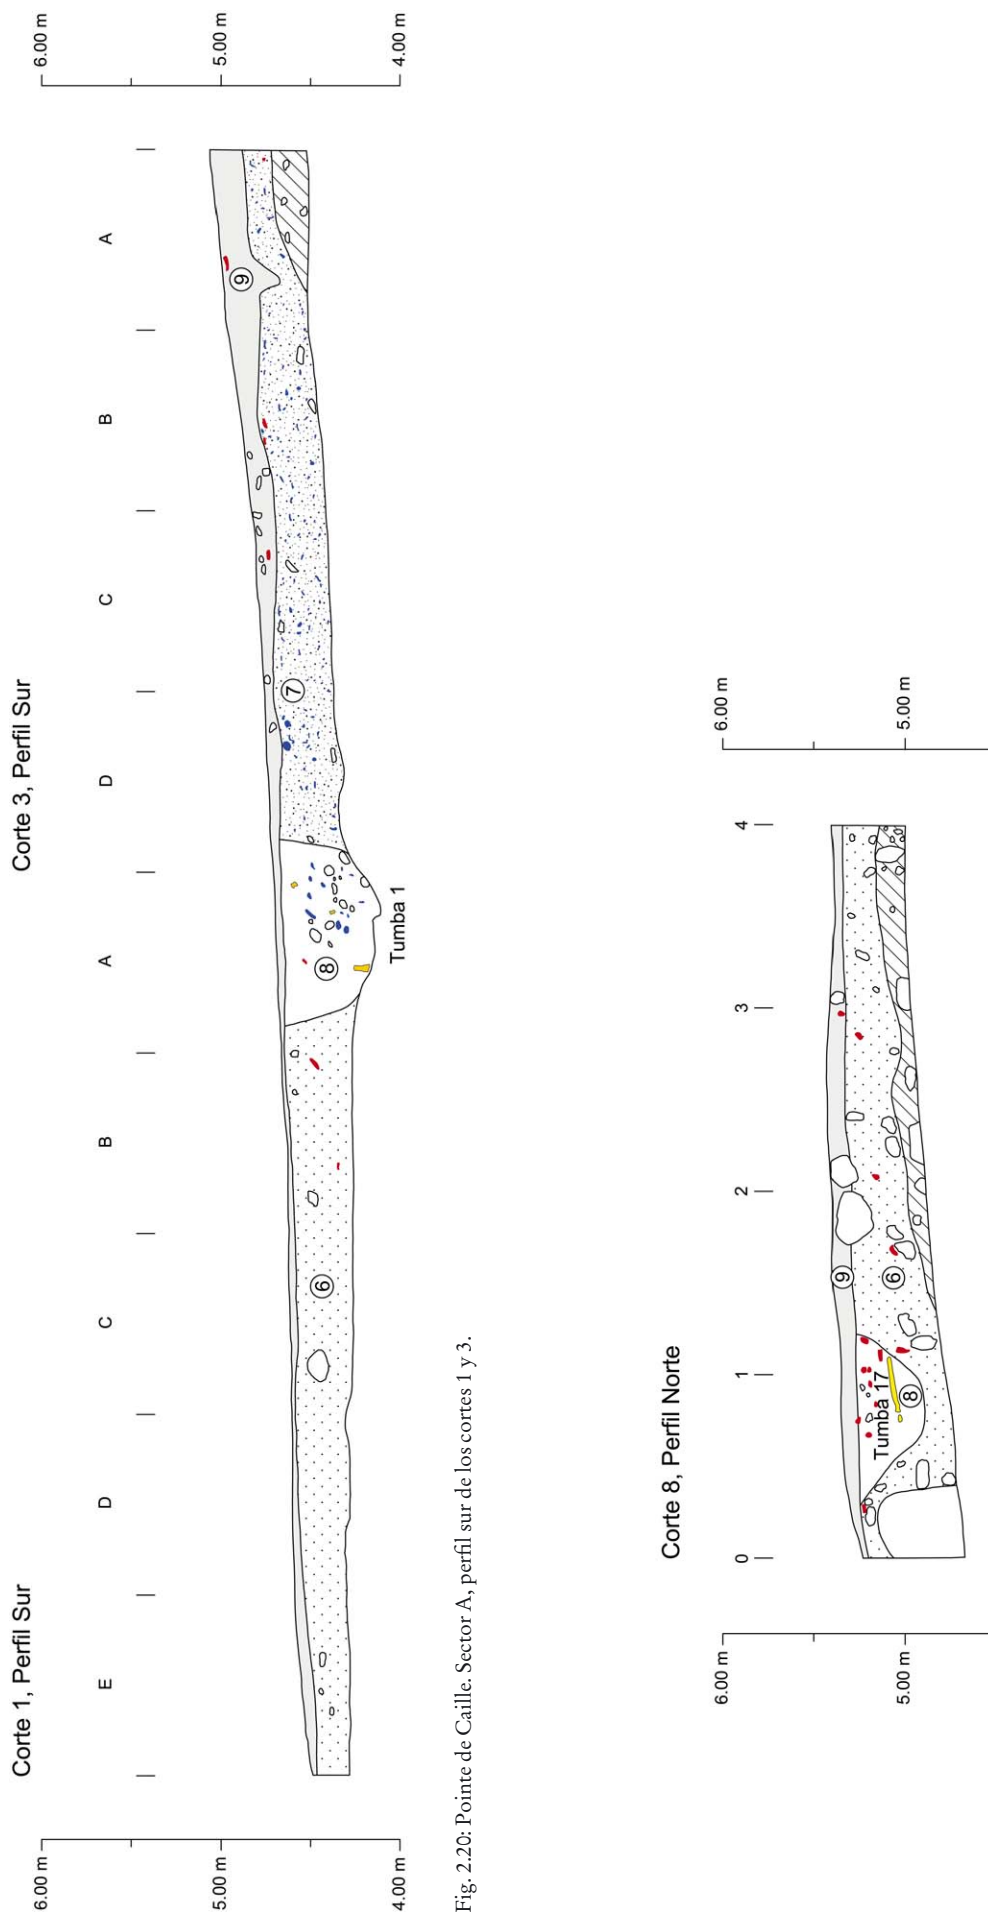 Corte 1, Perfil Sur
Corte 3, Perfil Sur
6.00 m
6.00 m
E D C B A D C B A
5.00 m
5.00 m
9
7
6
8
Tumba 1
4.00 m
4.00 m
Fig. 2.20: Pointe de Caille. Sector A, perfil sur de los cortes 1 y 3.
Corte 8, Perfil Norte
6.00 m
6.00 m
0 1 2 3 4
9
Tumba 17
6
8
5.00 m
5.00 m